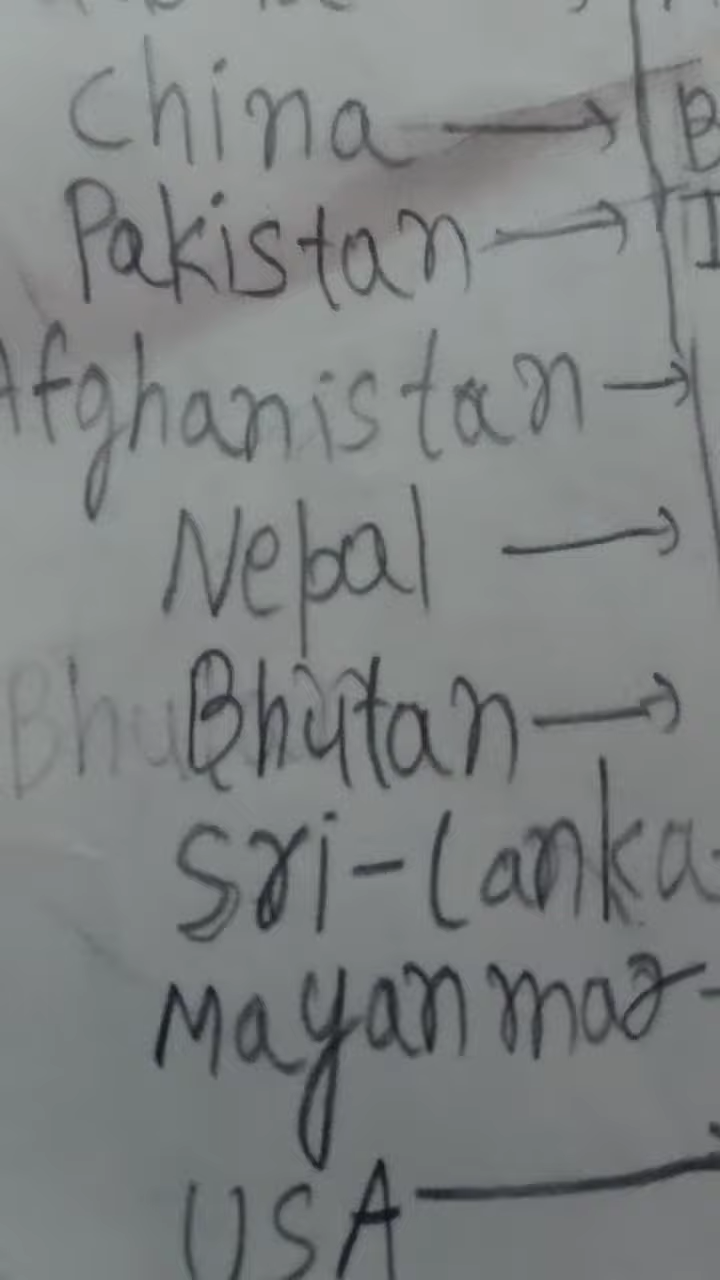 China → B
Pakistan → I
Afghanistan →
Nepal →
Bhutan →
Sri-Lanka
Mayanmar -
USA